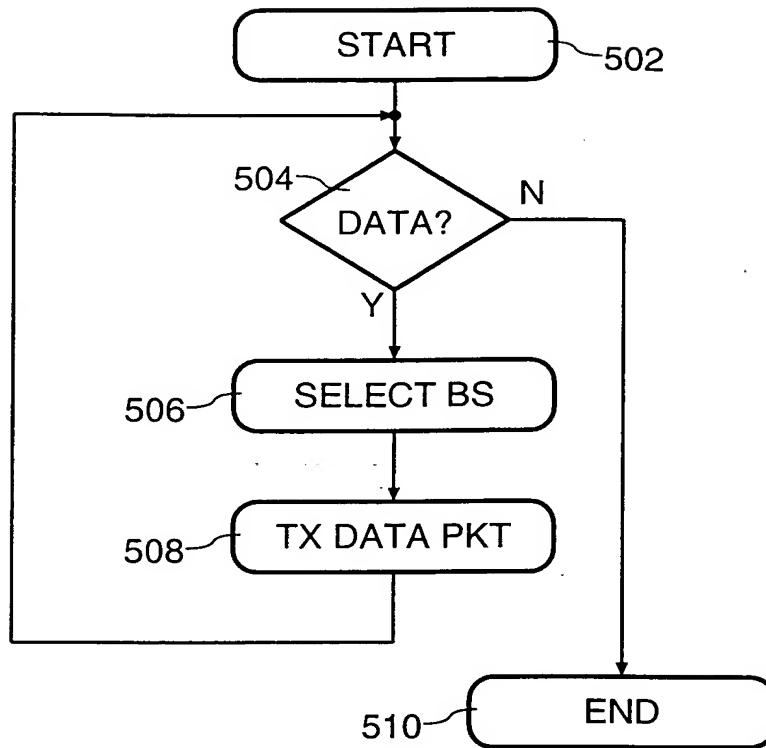 START
502
504
N
DATA?
Y
506
SELECT BS
508
TX DATA PKT
END
510